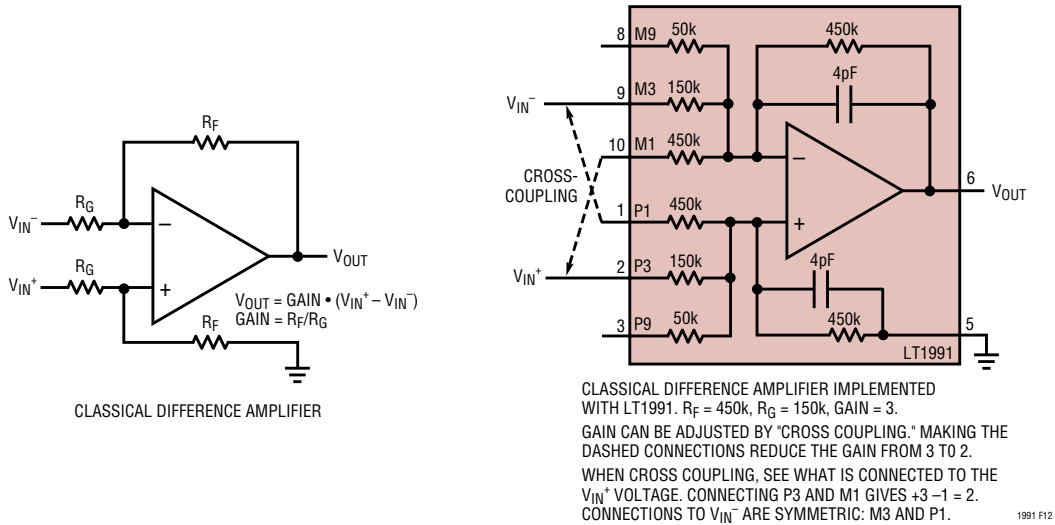 R_F
R_G
V_IN^-
V_IN^+
R_G
–
+
V_OUT
V_OUT = GAIN • (V_IN^+ – V_IN^-)
GAIN = R_F/R_G
R_F
CLASSICAL DIFFERENCE AMPLIFIER
8 M9 50k
450k
4pF
V_IN^- 9 M3 150k
10 M1 450k
–
CROSS-
COUPLING
6 V_OUT
1 P1 450k
+
V_IN^+ 2 P3 150k
4pF
3 P9 50k
450k
5
LT1991
CLASSICAL DIFFERENCE AMPLIFIER IMPLEMENTED
WITH LT1991. R_F = 450k, R_G = 150k, GAIN = 3.
GAIN CAN BE ADJUSTED BY "CROSS COUPLING." MAKING THE
DASHED CONNECTIONS REDUCE THE GAIN FROM 3 T0 2.
WHEN CROSS COUPLING, SEE WHAT IS CONNECTED TO THE
V_IN^+ VOLTAGE. CONNECTING P3 AND M1 GIVES +3 –1 = 2.
CONNECTIONS TO V_IN^- ARE SYMMETRIC: M3 AND P1.
1991 F12